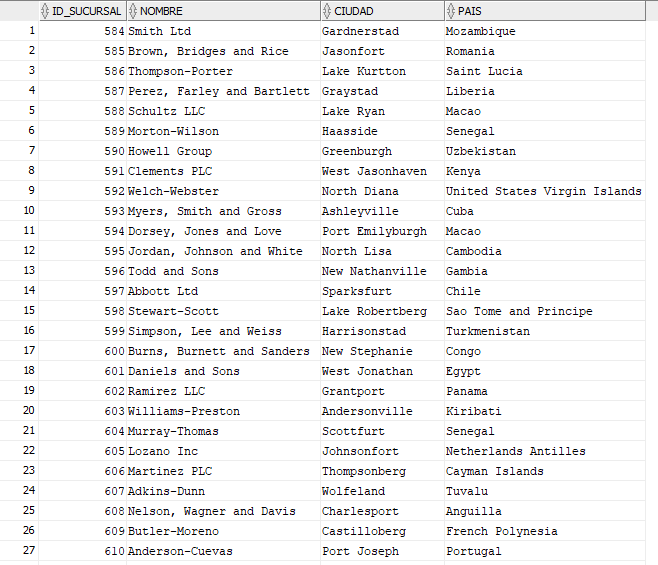 ID_SUCURSAL NOMBRE CIUDAD PAIS
1 584 Smith Ltd Gardnerstad Mozambique
2 585 Brown, Bridges and Rice Jasonfort Romania
3 586 Thompson-Porter Lake Kurtton Saint Lucia
4 587 Perez, Farley and Bartlett Graystad Liberia
5 588 Schultz LLC Lake Ryan Macao
6 589 Morton-Wilson Haasside Senegal
7 590 Howell Group Greenburgh Uzbekistan
8 591 Clements PLC West Jasonhaven Kenya
9 592 Welch-Webster North Diana United States Virgin Islands
10 593 Myers, Smith and Gross Ashleyville Cuba
11 594 Dorsey, Jones and Love Port Emilyburgh Macao
12 595 Jordan, Johnson and White North Lisa Cambodia
13 596 Todd and Sons New Nathanville Gambia
14 597 Abbott Ltd Sparksfurt Chile
15 598 Stewart-Scott Lake Robertberg Sao Tome and Principe
16 599 Simpson, Lee and Weiss Harrisonstad Turkmenistan
17 600 Burns, Burnett and Sanders New Stephanie Congo
18 601 Daniels and Sons West Jonathan Egypt
19 602 Ramirez LLC Grantport Panama
20 603 Williams-Preston Andersonville Kiribati
21 604 Murray-Thomas Scottfurt Senegal
22 605 Lozano Inc Johnsonfort Netherlands Antilles
23 606 Martinez PLC Thompsonberg Cayman Islands
24 607 Adkins-Dunn Wolfeland Tuvalu
25 608 Nelson, Wagner and Davis Charlesport Anguilla
26 609 Butler-Moreno Castilloberg French Polynesia
27 610 Anderson-Cuevas Port Joseph Portugal